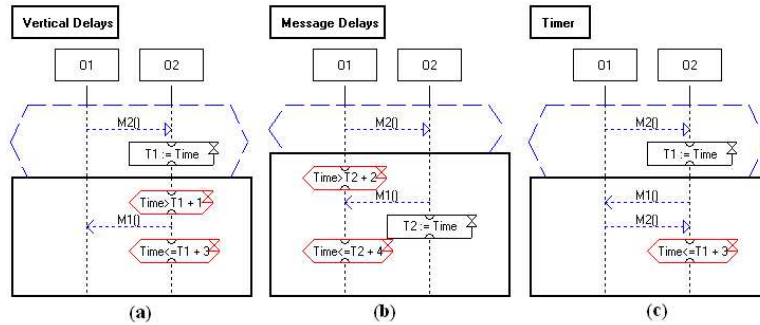 Vertical Delays
O1
O2
M2()
T1 := Time
Time>T1 + 1
M1()
Time<=T1 + 3
(a)
Message Delays
O1
O2
M2()
Time>T2 + 2
M1()
T2 := Time
Time<=T2 + 4
(b)
Timer
O1
O2
M2()
T1 := Time
M1()
M2()
Time<=T1 + 3
(c)